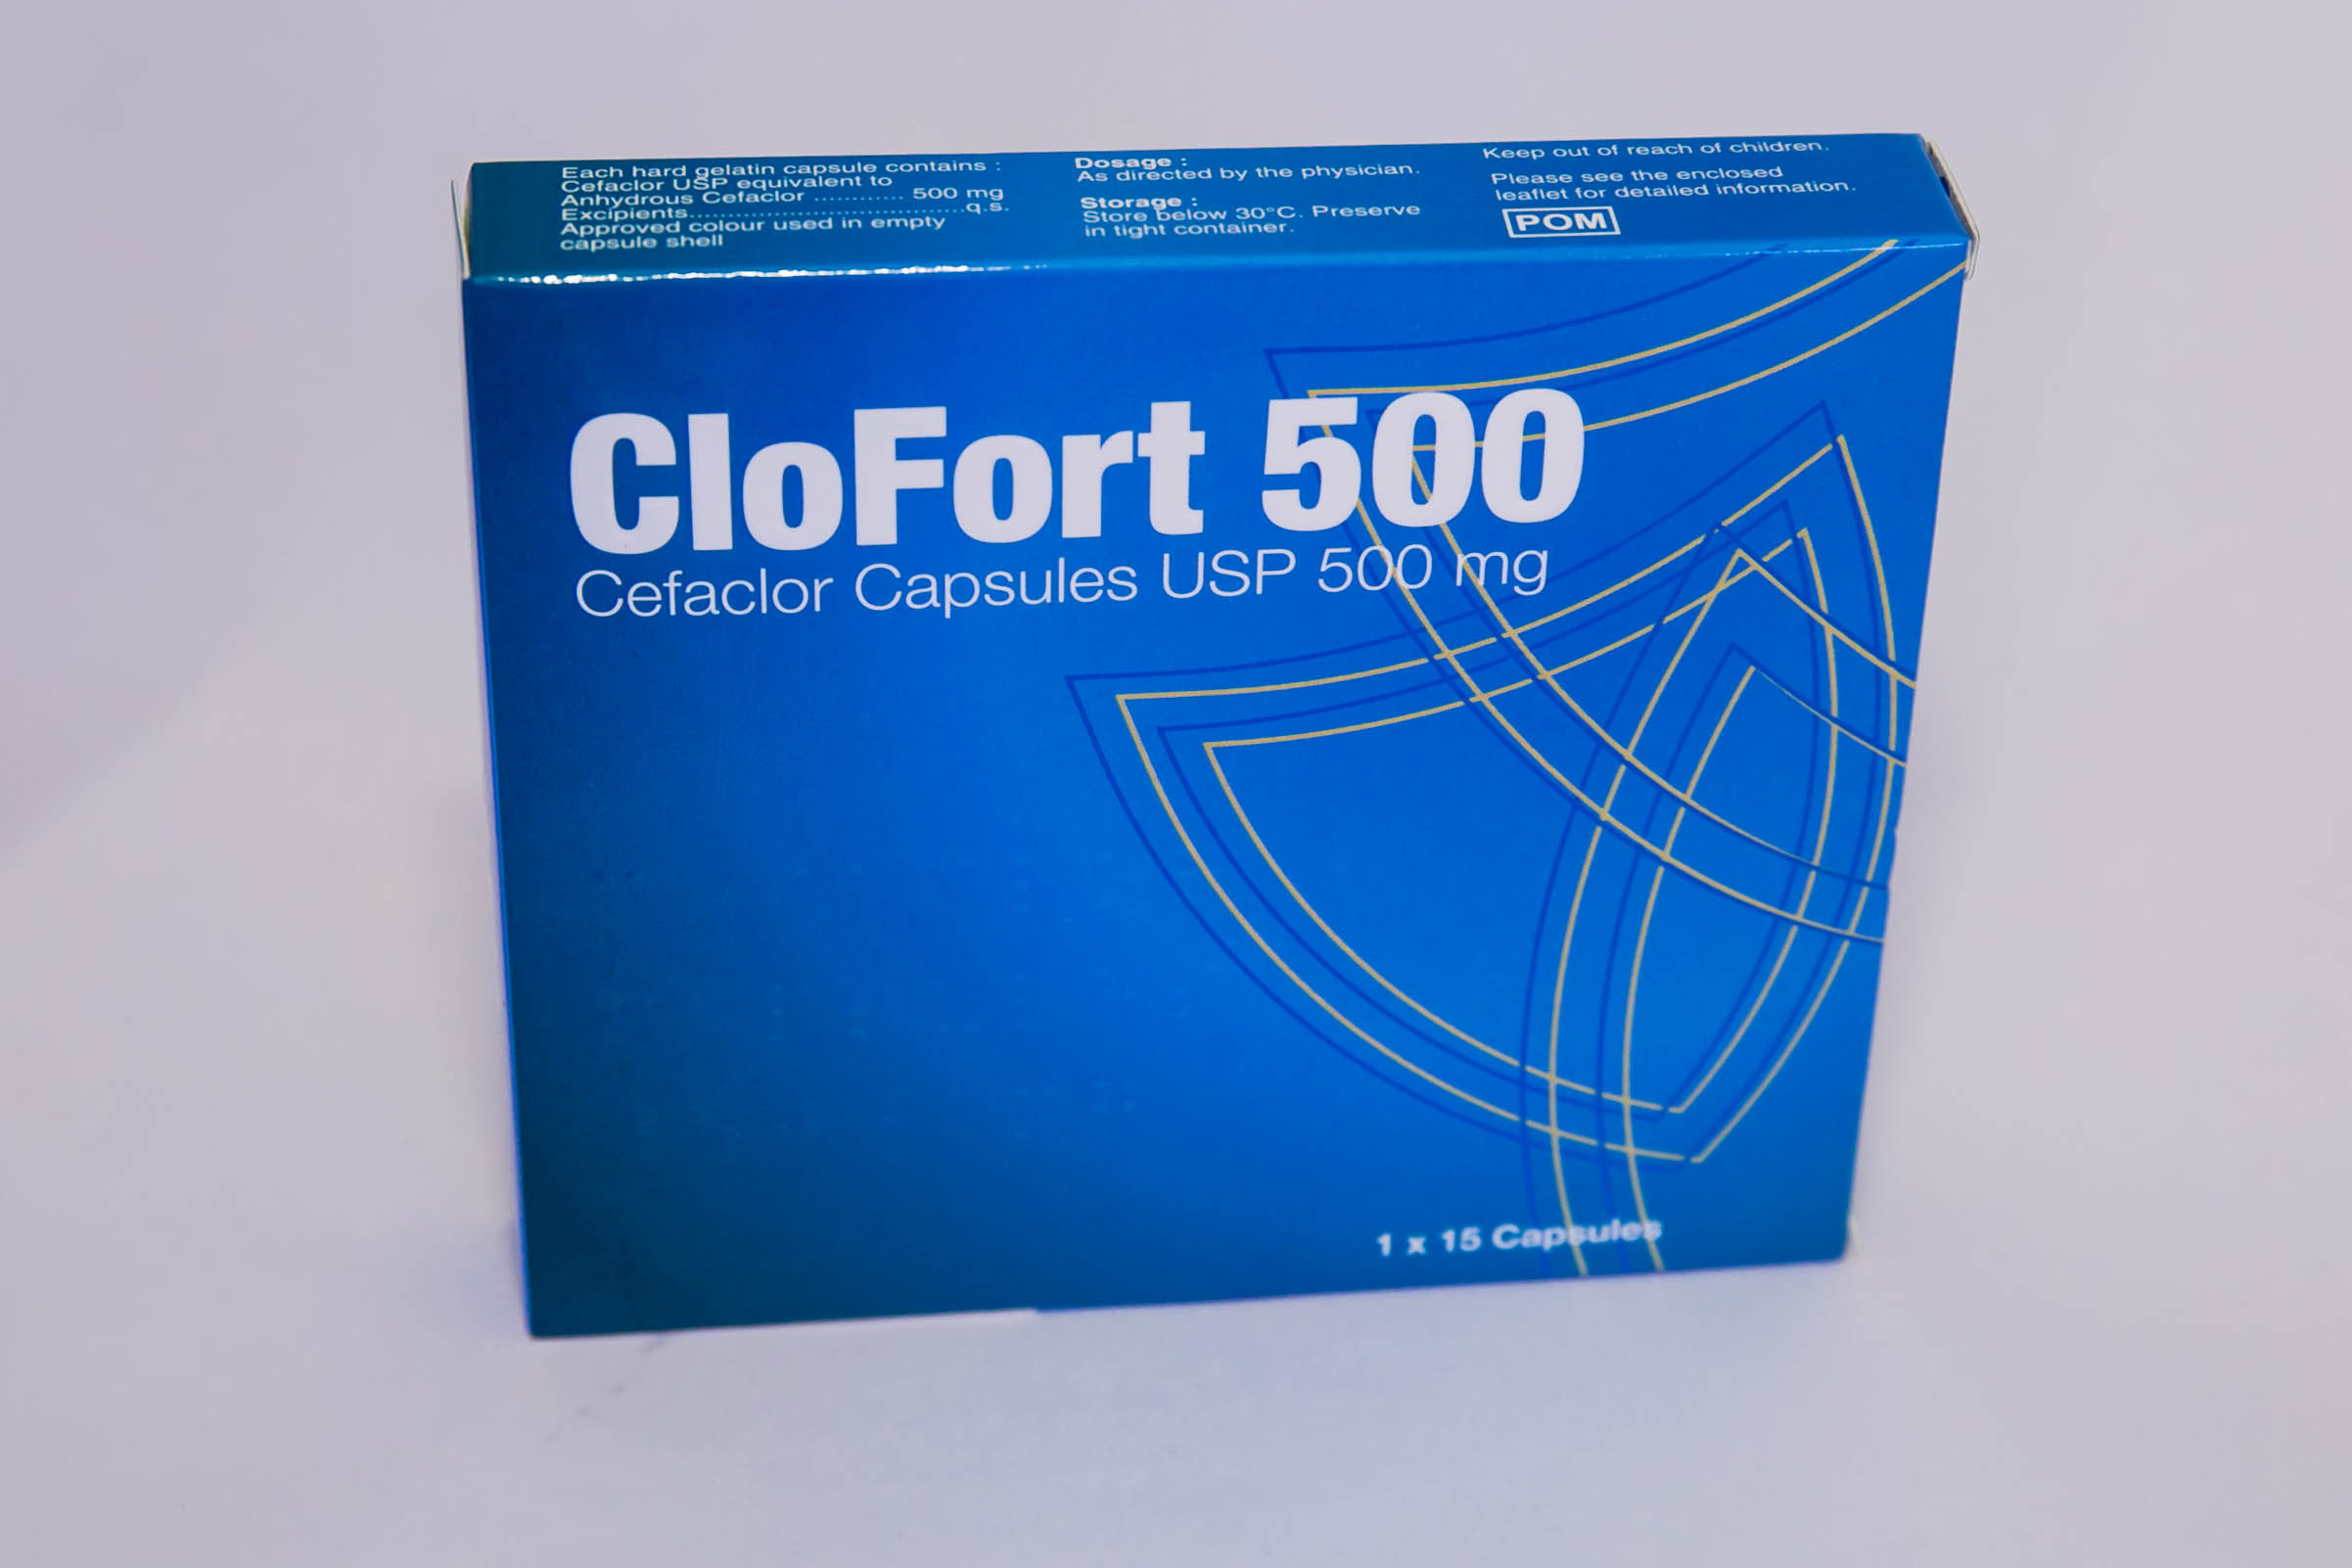 Each hard gelatin capsule contains :
Cefaclor USP equivalent to
Anhydrous Cefaclor ............ 500 mg
Excipients.....................................q.s.
Approved colour used in empty
capsule shell
Dosage :
As directed by the physician.
Storage :
Store below 30°C. Preserve
in tight container.
Keep out of reach of children.
Please see the enclosed
leaflet for detailed information.
POM
CloFort 500
Cefaclor Capsules USP 500 mg
1 x 15 Capsules